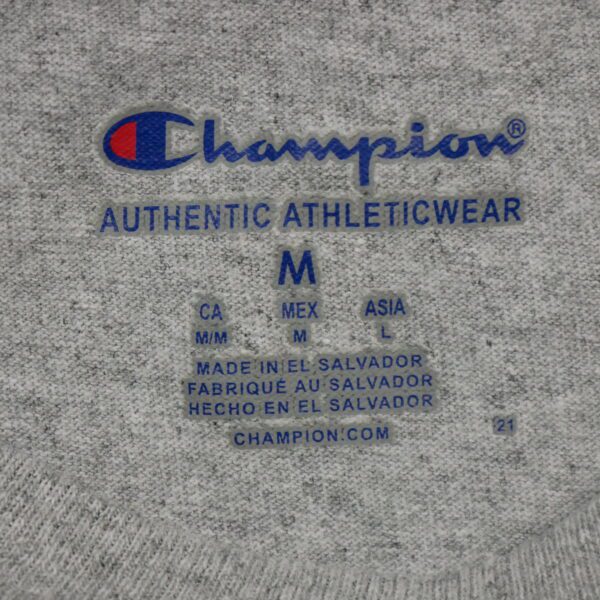 Champion®
AUTHENTIC ATHLETICWEAR
M
CA MEX ASIA
M/M M L
MADE IN EL SALVADOR
FABRIQUÉ AU SALVADOR
HECHO EN EL SALVADOR
CHAMPION.COM
21